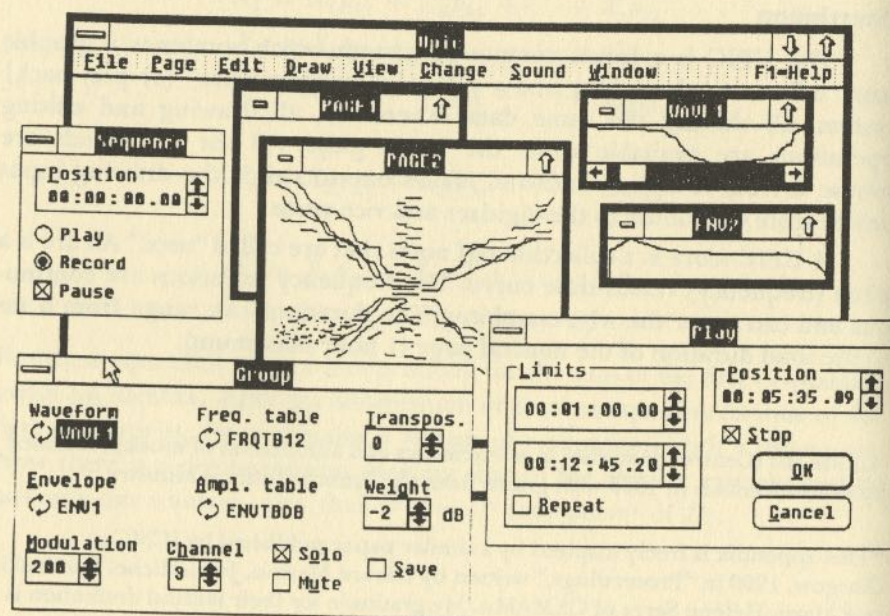 Upic
File Page Edit Draw View Change Sound Window F1=Help
PAGE1
WAVE1
Sequence
PAGE2
Position
00:00:00.00
ENV2
Play
Record
Pause
Play
Group
Limits
Position
00:01:00.00
00:05:35.09
Waveform
Freq. table
Transpos.
WAVE1
FRQTB12
0
Stop
00:12:45.20
OK
Envelope
Ampl. table
Weight
ENV1
ENUTBDB
-2 dB
Repeat
Cancel
Modulation
Channel
Solo
Save
200
3
Mute